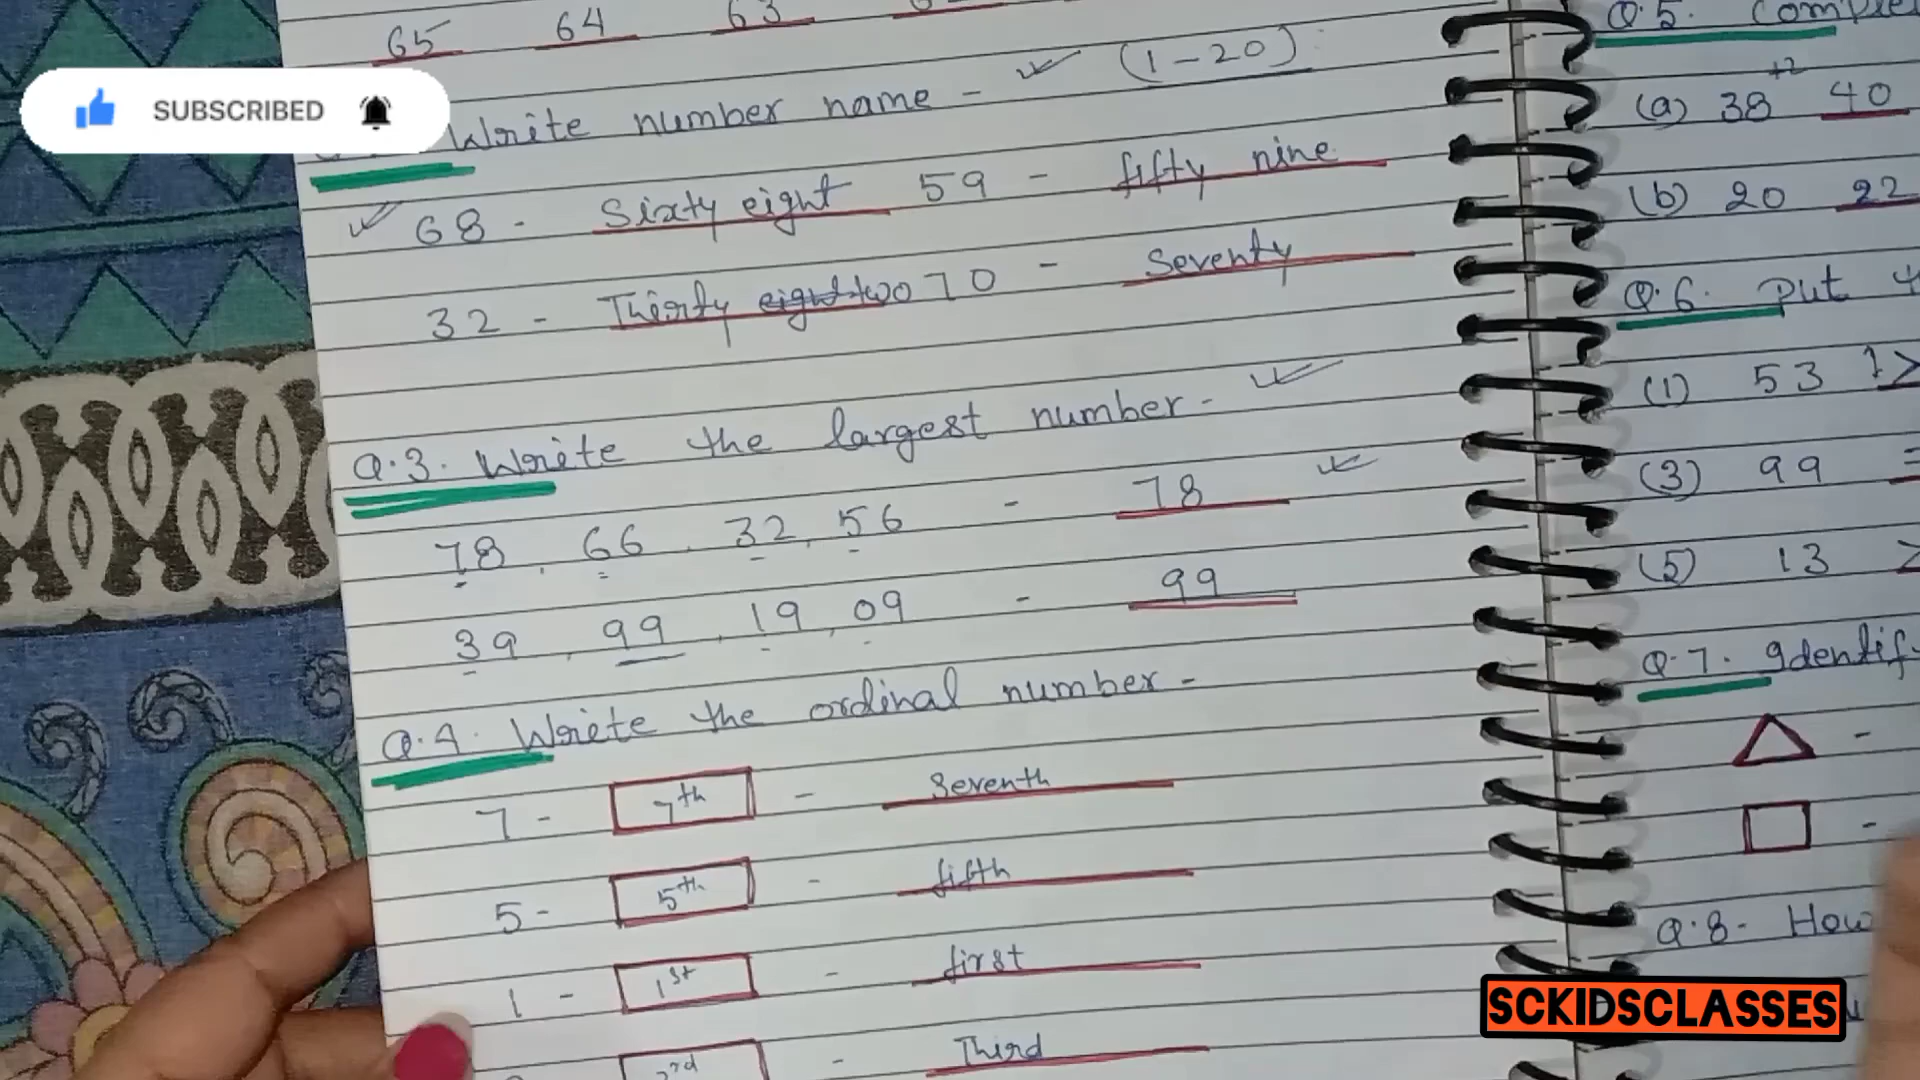 65 64 63
SUBSCRIBED
Write number name - (1-20)
68 - Sixty eight 59 - fifty nine
32 - Thirty two 70 - Seventy
Q.3. Write the largest number -
78, 66, 32, 56 - 78
39, 99, 19, 09 - 99
Q.4. Write the ordinal number -
7 - 7th - Seventh
5 - 5th - fifth
1 - 1st - first
3rd - Third
Q.5. Comple
(a) 38 +2 40
(b) 20 22
Q.6. Put
(1) 53 >
(3) 99 =
(5) 13
Q.7. Identif
Q.8- How
SCKIDSCLASSES